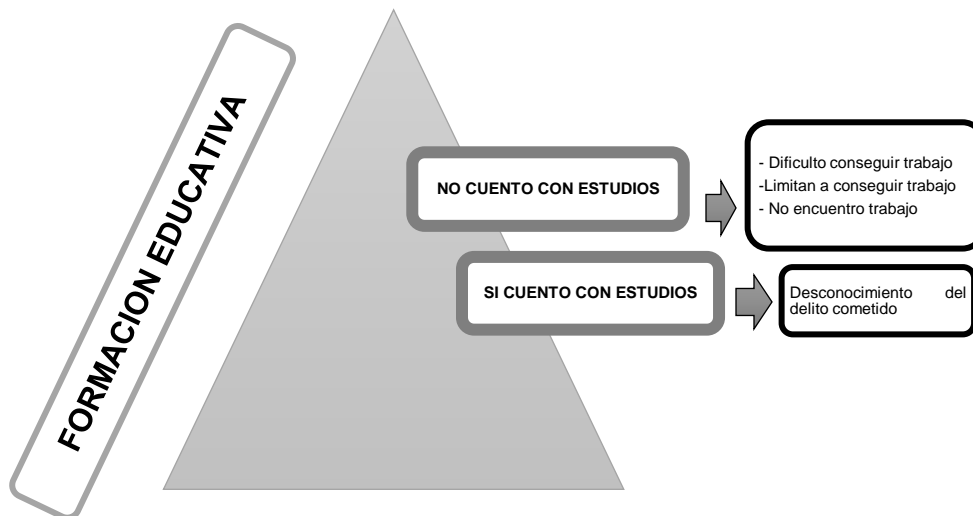 FORMACION EDUCATIVA
NO CUENTO CON ESTUDIOS
- Dificulto conseguir trabajo
-Limitan a conseguir trabajo
- No encuentro trabajo
SI CUENTO CON ESTUDIOS
Desconocimiento del
delito cometido